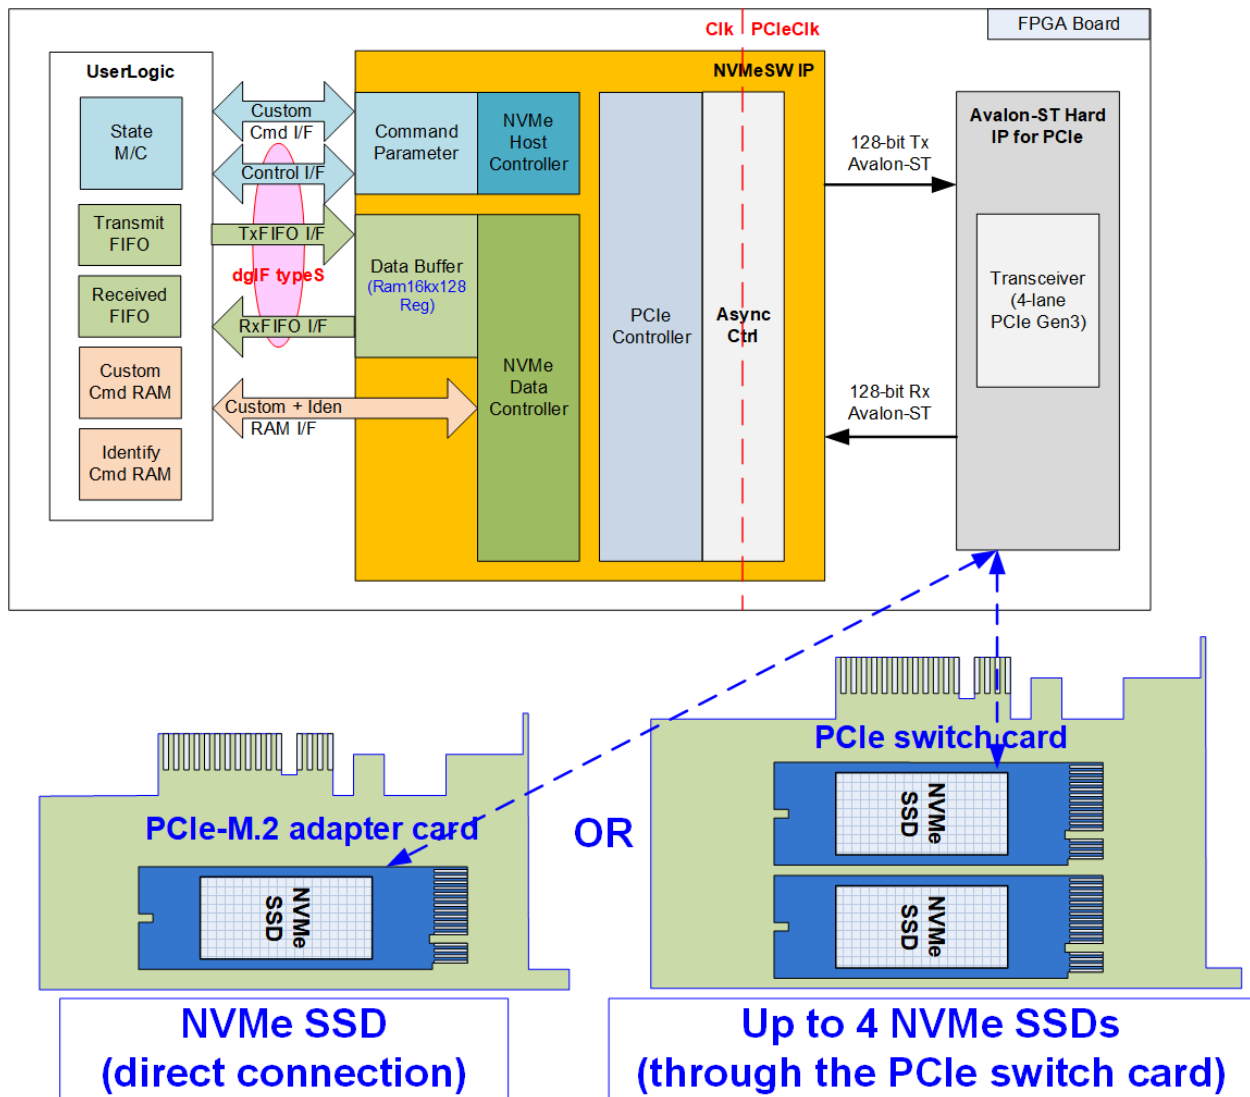 Clk
PCIeClk
FPGA Board
UserLogic
State
M/C
Transmit
FIFO
Received
FIFO
Custom
Cmd RAM
Identify
Cmd RAM
Custom
Cmd I/F
Control I/F
TxFIFO I/F
dgIF typeS
RxFIFO I/F
Custom + Iden
RAM I/F
NVMeSW IP
Command
Parameter
NVMe
Host
Controller
Data Buffer
(Ram16kx128
Reg)
NVMe
Data
Controller
PCIe
Controller
Async
Ctrl
128-bit Tx
Avalon-ST
128-bit Rx
Avalon-ST
Avalon-ST Hard
IP for PCIe
Transceiver
(4-lane
PCIe Gen3)
PCIe-M.2 adapter card
NVMe
SSD
NVMe SSD
(direct connection)
OR
PCIe switch card
NVMe
SSD
NVMe
SSD
Up to 4 NVMe SSDs
(through the PCIe switch card)